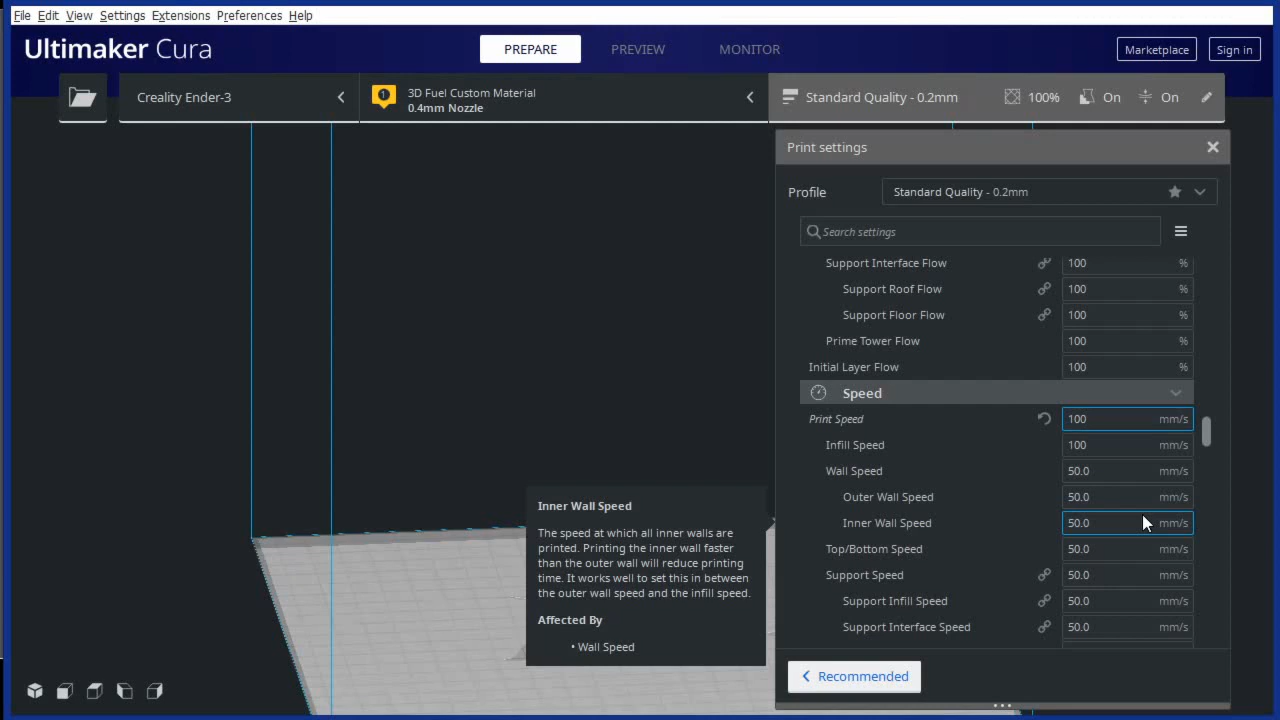 File Edit View Settings Extensions Preferences Help
Ultimaker Cura
PREPARE
PREVIEW
MONITOR
Marketplace
Sign in
Creality Ender-3
1
3D Fuel Custom Material
0.4mm Nozzle
Standard Quality - 0.2mm
100%
On
On
Print settings
Profile
Standard Quality - 0.2mm
Search settings
Support Interface Flow 100 %
Support Roof Flow 100 %
Support Floor Flow 100 %
Prime Tower Flow 100 %
Initial Layer Flow 100 %
Speed
Print Speed 100 mm/s
Infill Speed 100 mm/s
Wall Speed 50.0 mm/s
Outer Wall Speed 50.0 mm/s
Inner Wall Speed 50.0 mm/s
Top/Bottom Speed 50.0 mm/s
Support Speed 50.0 mm/s
Support Infill Speed 50.0 mm/s
Support Interface Speed 50.0 mm/s
Recommended
Inner Wall Speed
The speed at which all inner walls are
printed. Printing the inner wall faster
than the outer wall will reduce printing
time. It works well to set this in between
the outer wall speed and the infill speed.
Affected By
• Wall Speed